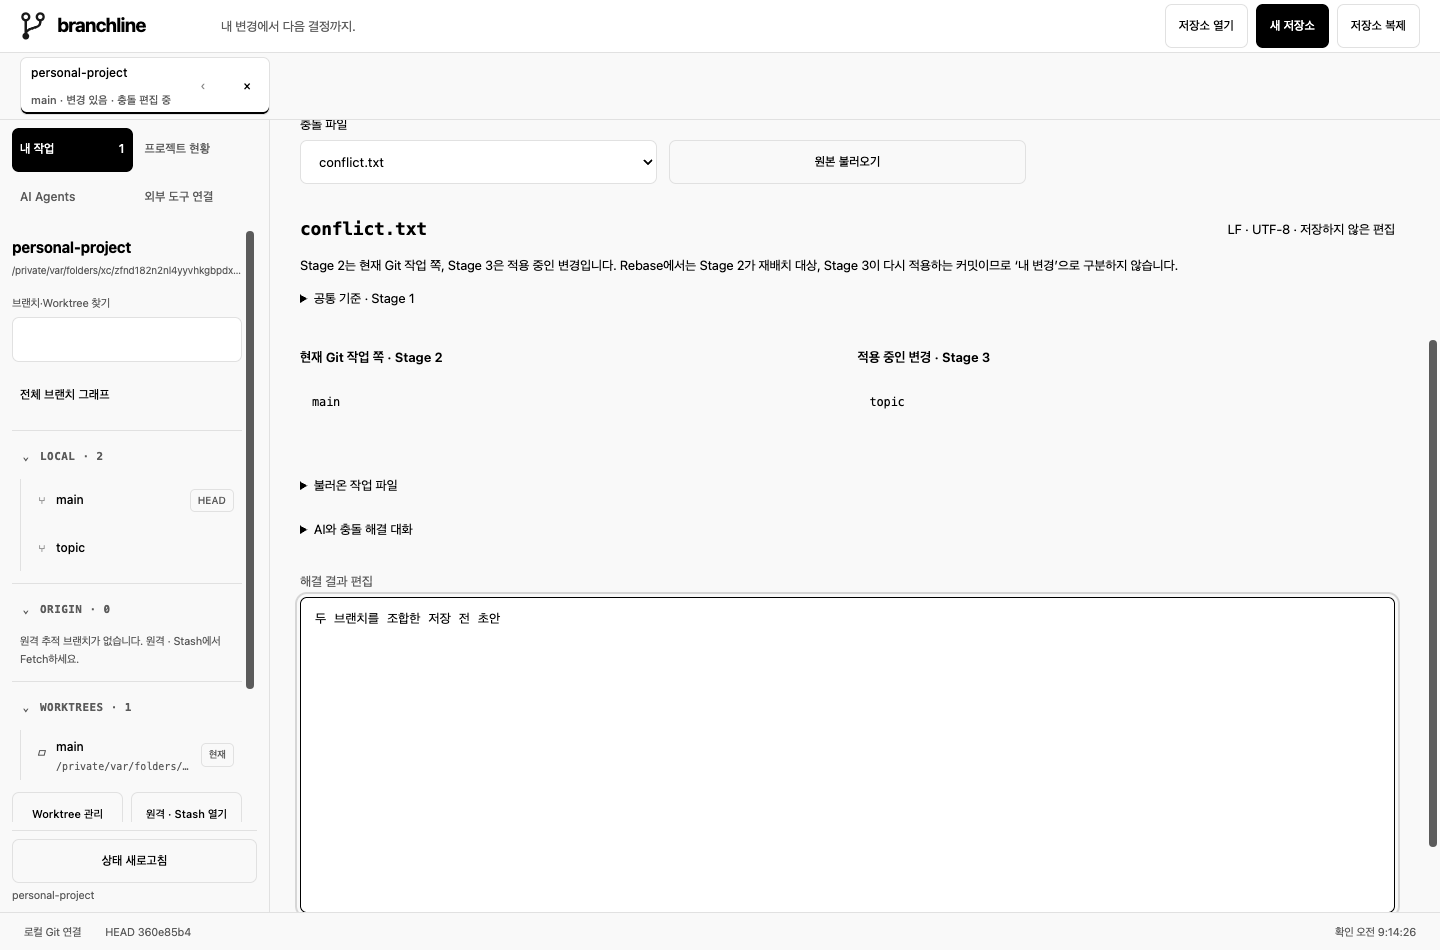 branchline
내 변경에서 다음 결정까지.
저장소 열기
새 저장소
저장소 복제
personal-project
main · 변경 있음 · 충돌 편집 중
내 작업 1
프로젝트 현황
AI Agents
외부 도구 연결
personal-project
/private/var/folders/xc/zfnd182n2nl4yyvhkgbpdx...
브랜치·Worktree 찾기
전체 브랜치 그래프
LOCAL · 2
main HEAD
topic
ORIGIN · 0
원격 추적 브랜치가 없습니다. 원격 · Stash에서
Fetch하세요.
WORKTREES · 1
main
/private/var/folders/…
현재
Worktree 관리
원격 · Stash 열기
상태 새로고침
personal-project
충돌 파일
conflict.txt
원본 불러오기
conflict.txt
LF · UTF-8 · 저장하지 않은 편집
Stage 2는 현재 Git 작업 쪽, Stage 3은 적용 중인 변경입니다. Rebase에서는 Stage 2가 재배치 대상, Stage 3이 다시 적용하는 커밋이므로 ‘내 변경’으로 구분하지 않습니다.
공통 기준 · Stage 1
현재 Git 작업 쪽 · Stage 2
main
적용 중인 변경 · Stage 3
topic
불러온 작업 파일
AI와 충돌 해결 대화
해결 결과 편집
두 브랜치를 조합한 저장 전 초안
로컬 Git 연결
HEAD 360e85b4
확인 오전 9:14:26